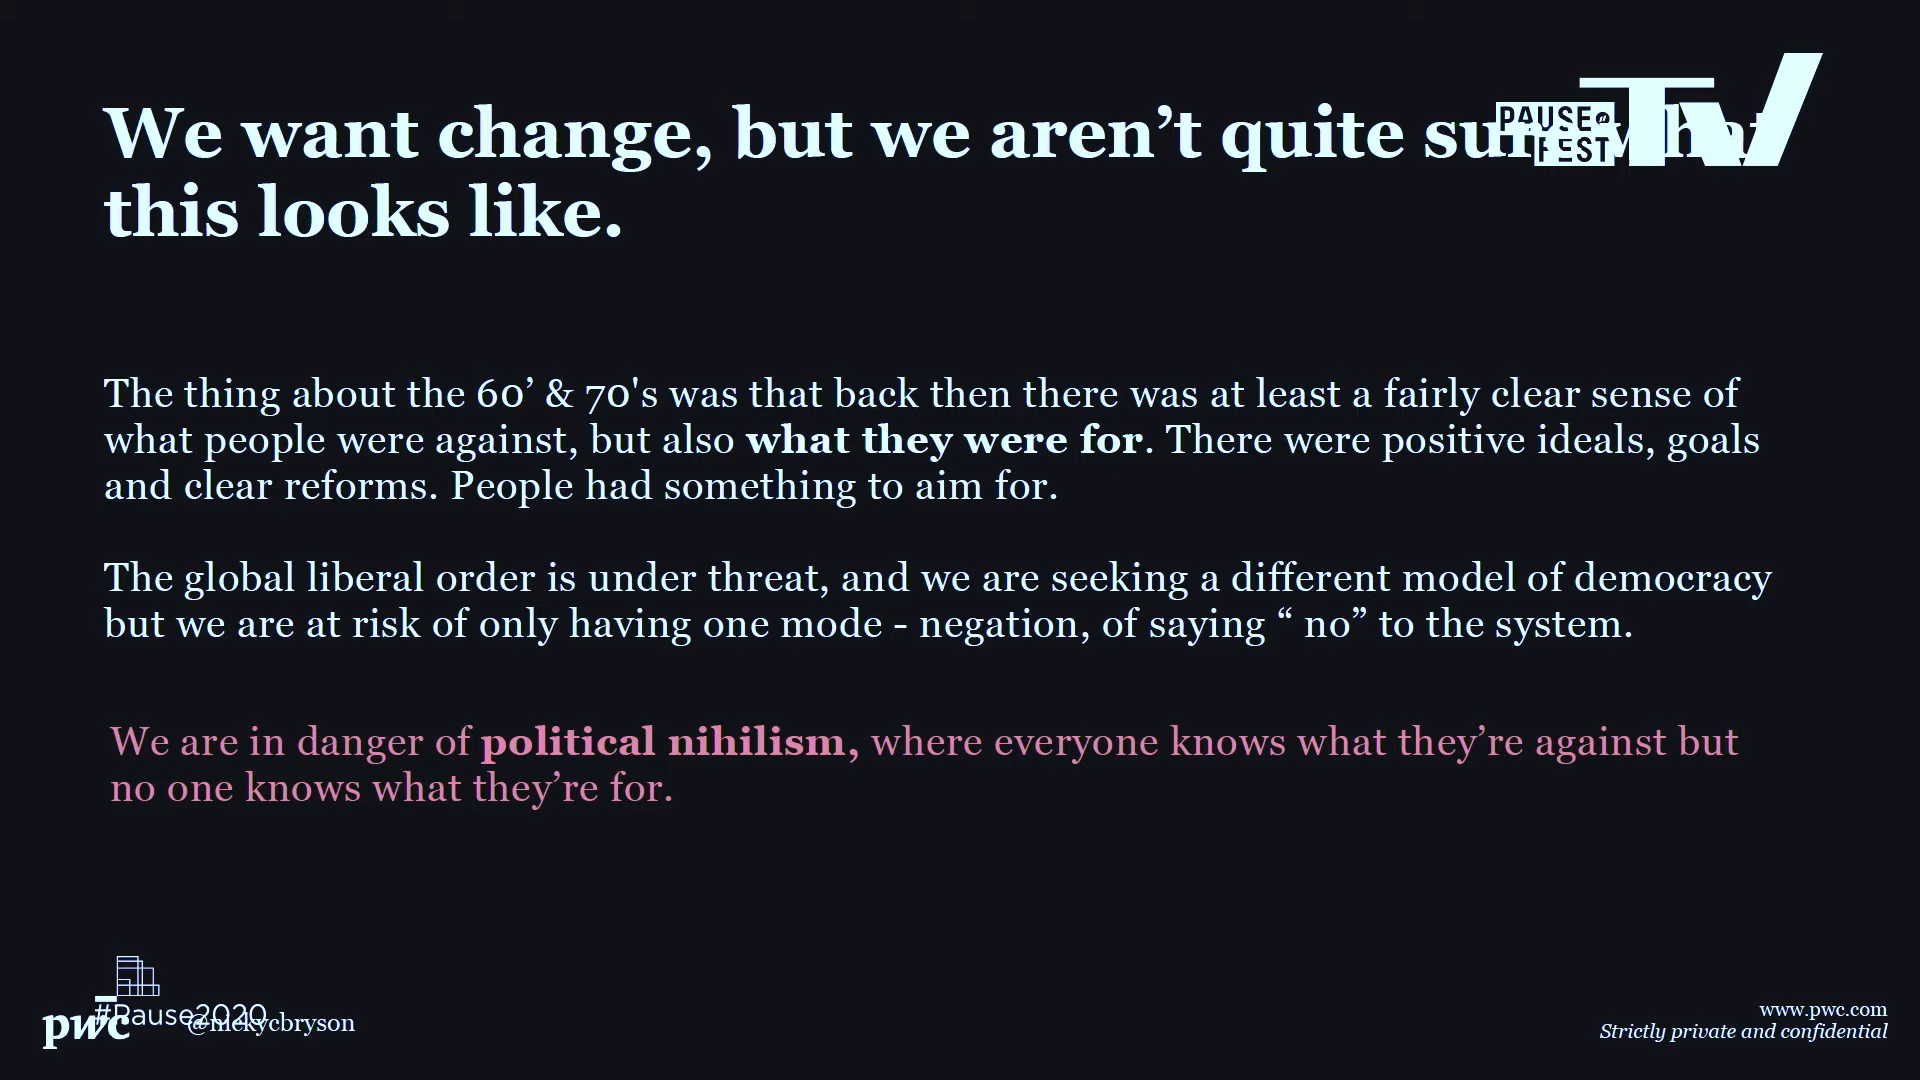 We want change, but we aren’t quite sure what
this looks like.
PAUSE
FEST
TV
The thing about the 60’ & 70's was that back then there was at least a fairly clear sense of
what people were against, but also what they were for. There were positive ideals, goals
and clear reforms. People had something to aim for.
The global liberal order is under threat, and we are seeking a different model of democracy
but we are at risk of only having one mode - negation, of saying “ no” to the system.
We are in danger of political nihilism, where everyone knows what they’re against but
no one knows what they’re for.
#Pause2020
pwc
@nickycbryson
www.pwc.com
Strictly private and confidential